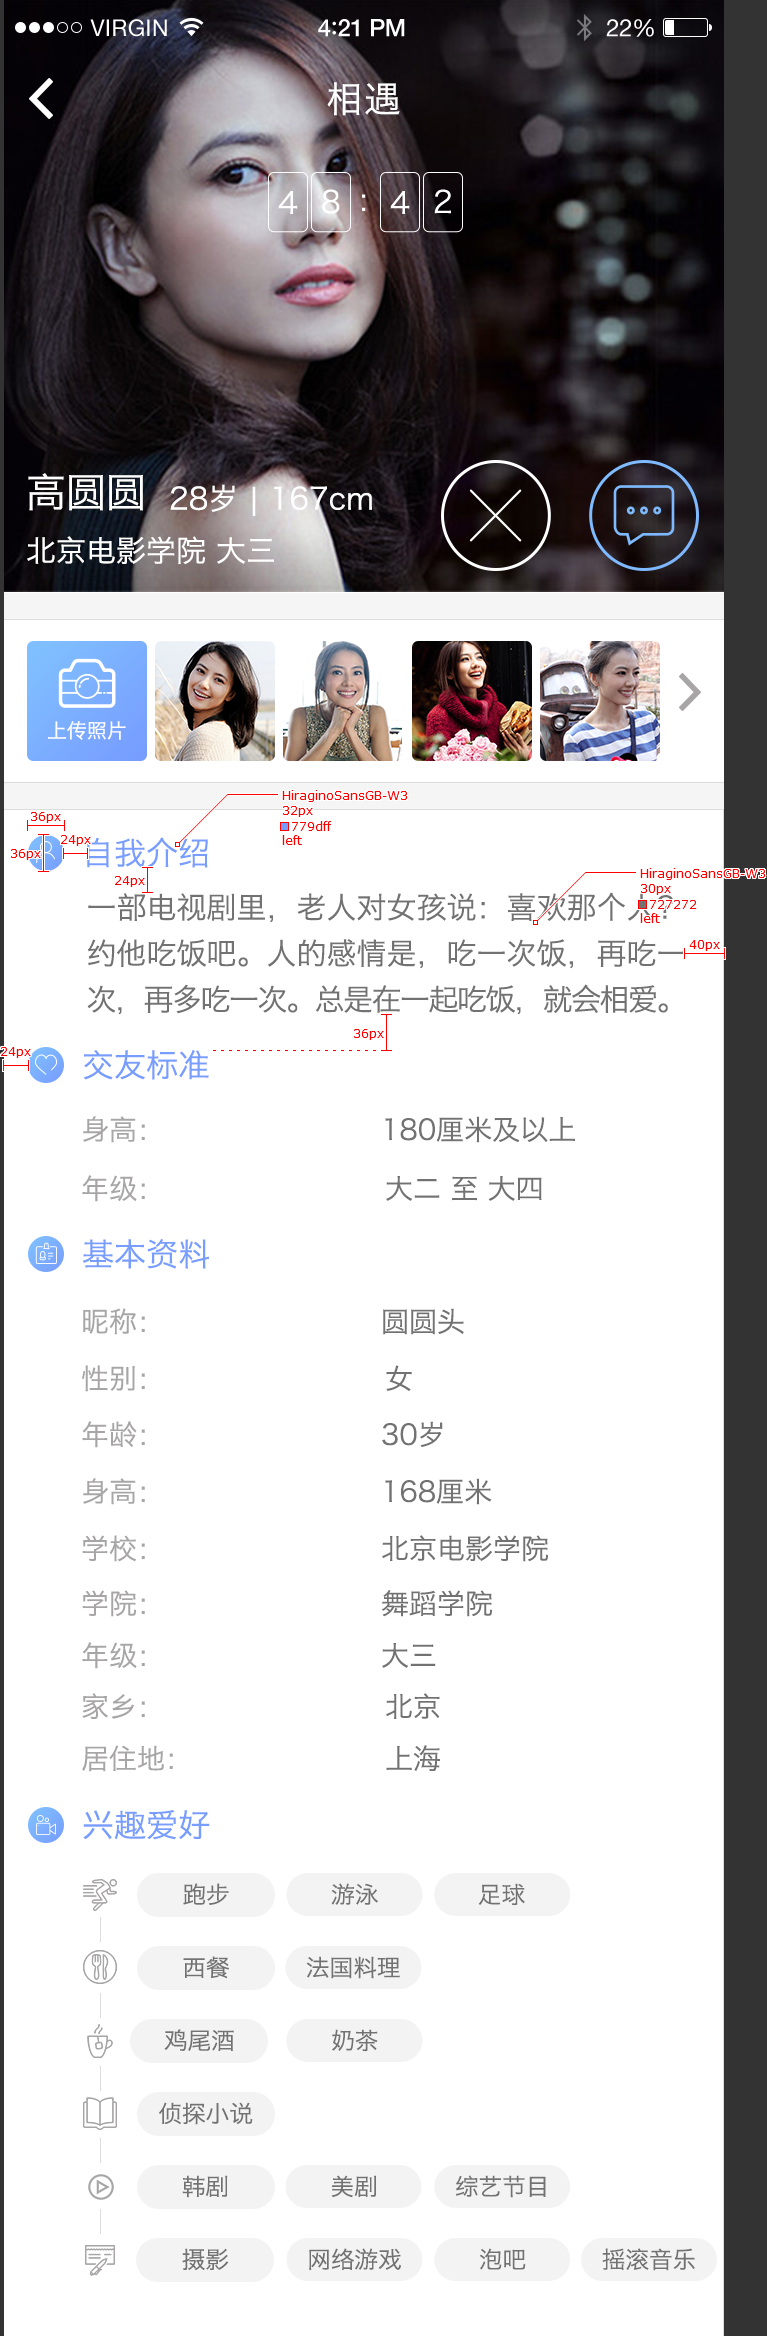 VIRGIN 4:21 PM 22%
相遇
48:42
高圆圆 28岁 | 167cm
北京电影学院 大三
上传照片
HiraginoSansGB-W3
32px
779dff
left
36px
36px
24px
自我介绍
24px
HiraginoSansGB-W3
30px
727272
left
一部电视剧里，老人对女孩说：喜欢那个人？
约他吃饭吧。人的感情是，吃一次饭，再吃一
40px
次，再多吃一次。总是在一起吃饭，就会相爱。
36px
24px
交友标准
身高： 180厘米及以上
年级： 大二 至 大四
基本资料
昵称： 圆圆头
性别： 女
年龄： 30岁
身高： 168厘米
学校： 北京电影学院
学院： 舞蹈学院
年级： 大三
家乡： 北京
居住地： 上海
兴趣爱好
跑步 游泳 足球
西餐 法国料理
鸡尾酒 奶茶
侦探小说
韩剧 美剧 综艺节目
摄影 网络游戏 泡吧 摇滚音乐